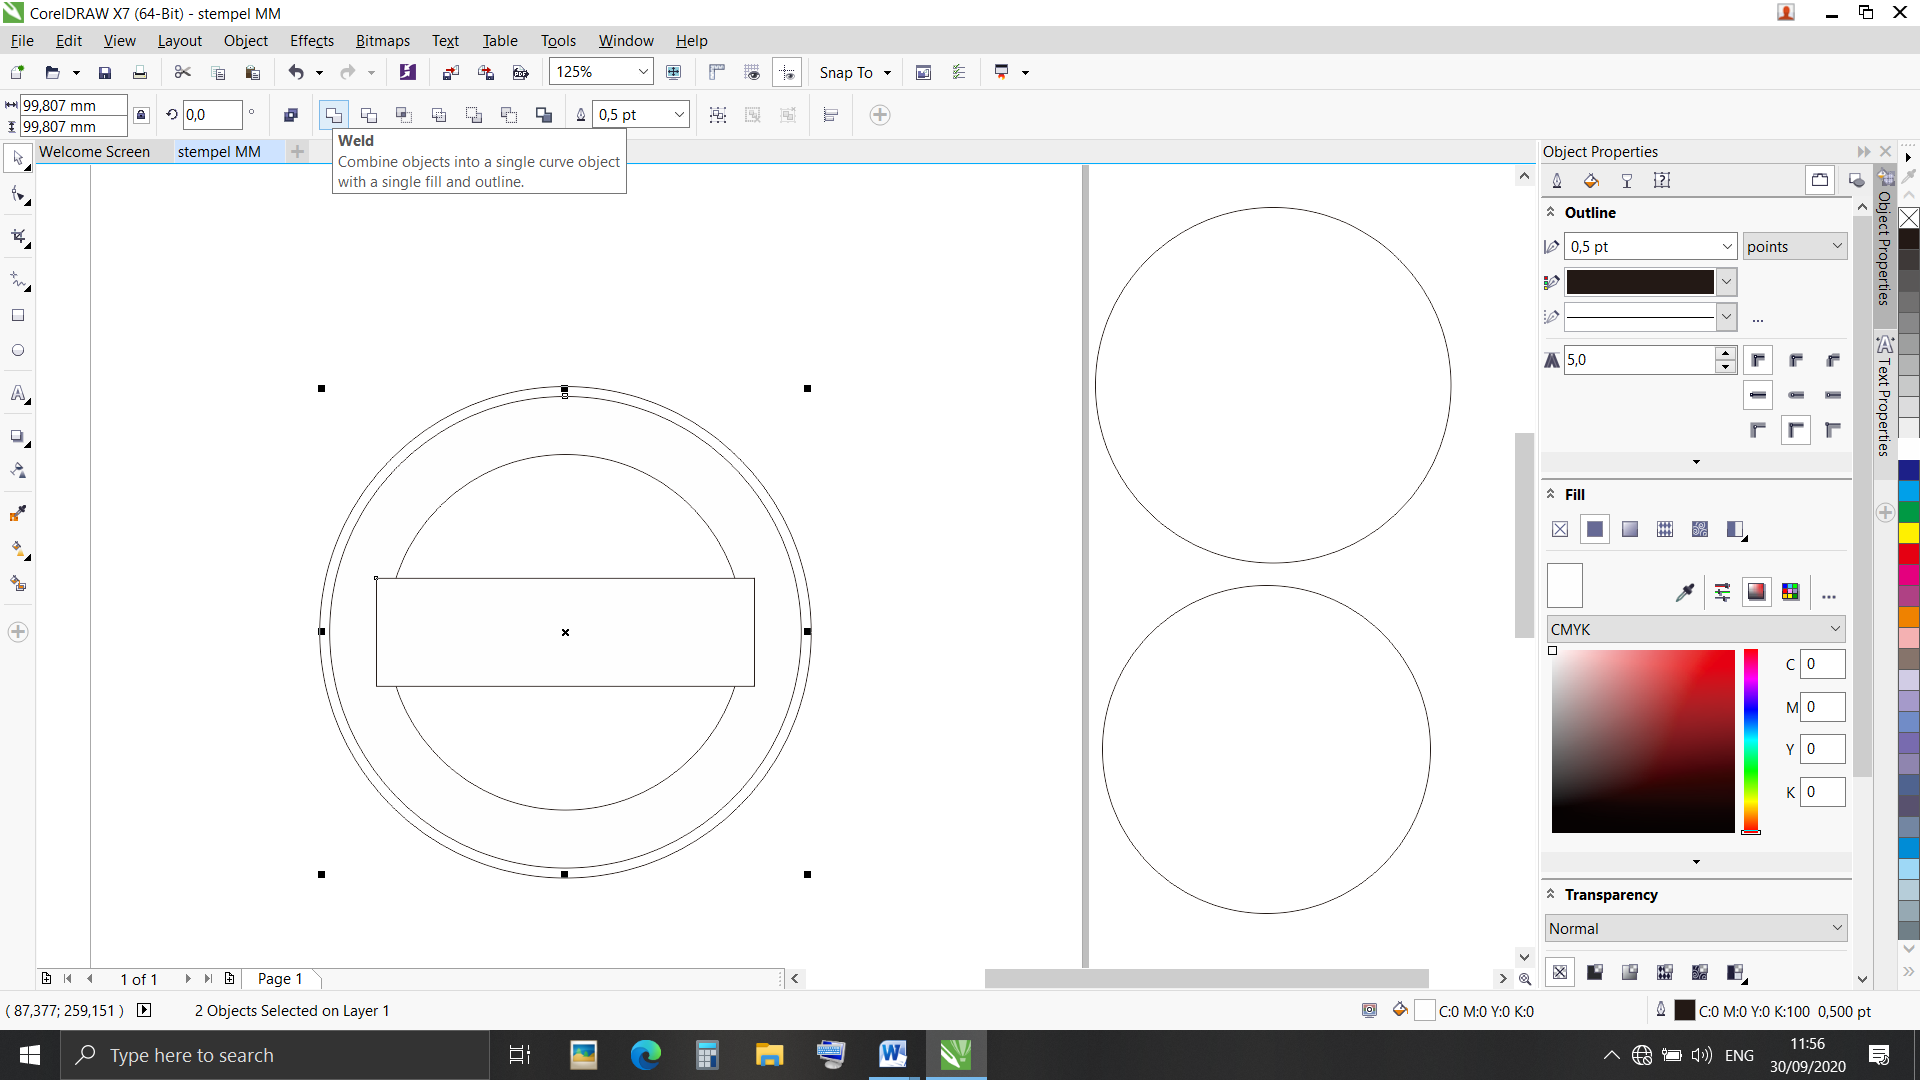 CorelDRAW X7 (64-Bit) - stempel MM
File Edit View Layout Object Effects Bitmaps Text Table Tools Window Help
125% Snap To
99,807 mm
99,807 mm
0,0 °
0,5 pt
Weld
Combine objects into a single curve object
with a single fill and outline.
Welcome Screen stempel MM
Object Properties
Outline
0,5 pt points
...
5,0
Fill
...
CMYK
C 0
M 0
Y 0
K 0
Transparency
Normal
Object Properties
Text Properties
1 of 1 Page 1
( 87,377; 259,151 ) 2 Objects Selected on Layer 1 C:0 M:0 Y:0 K:0 C:0 M:0 Y:0 K:100 0,500 pt
Type here to search
ENG
11:56
30/09/2020